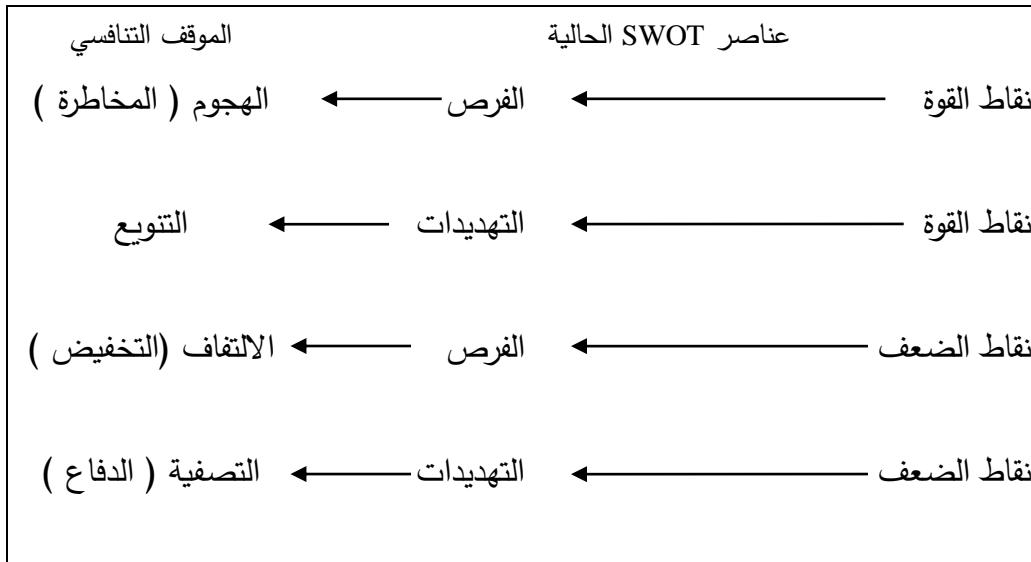 عناصر SWOT الحالية الموقف التنافسي
نقاط القوة الفرص الهجوم ( المخاطرة )
نقاط القوة التهديدات التنويع
نقاط الضعف الفرص الالتفاف (التخفيض )
نقاط الضعف التهديدات التصفية ( الدفاع )